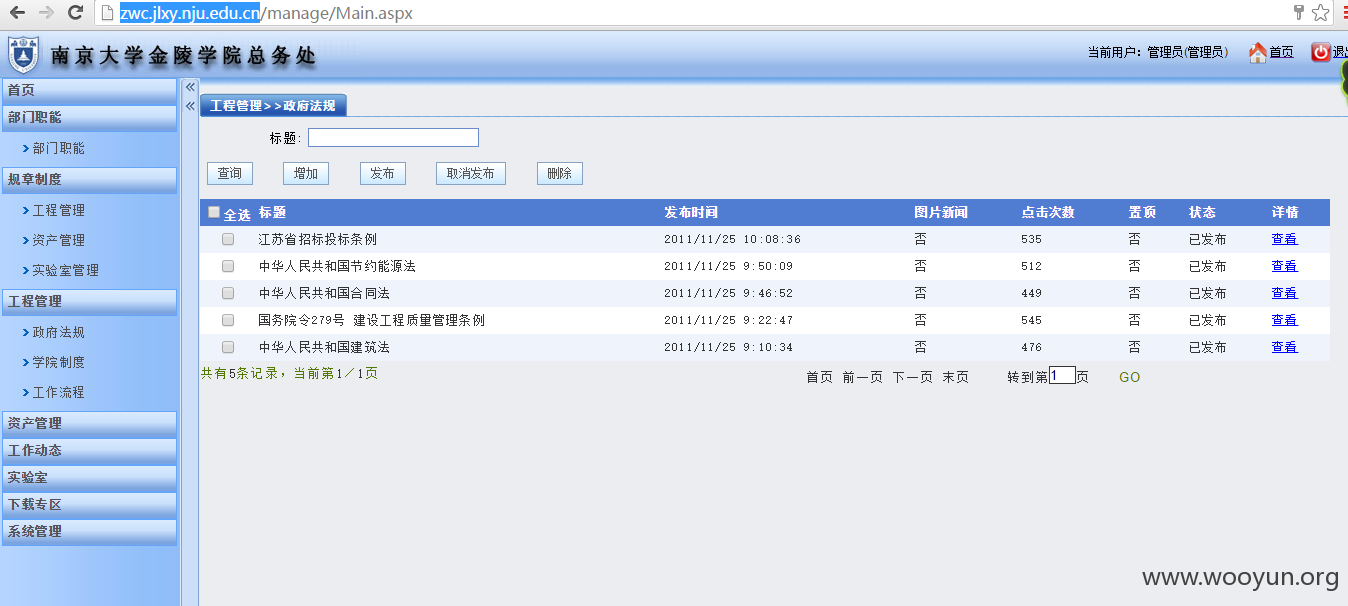 zwc.jlxy.nju.edu.cn/manage/Main.aspx
南京大学金陵学院总务处
当前用户：管理员(管理员) 首页
首页
部门职能
部门职能
规章制度
工程管理
资产管理
实验室管理
工程管理
政府法规
学院制度
工作流程
资产管理
工作动态
实验室
下载专区
系统管理
工程管理>>政府法规
标题:
查询 增加 发布 取消发布 删除
全选 标题 发布时间 图片新闻 点击次数 置顶 状态 详情
江苏省招标投标条例 2011/11/25 10:08:36 否 535 否 已发布 查看
中华人民共和国节约能源法 2011/11/25 9:50:09 否 512 否 已发布 查看
中华人民共和国合同法 2011/11/25 9:46:52 否 449 否 已发布 查看
国务院令279号 建设工程质量管理条例 2011/11/25 9:22:47 否 545 否 已发布 查看
中华人民共和国建筑法 2011/11/25 9:10:34 否 476 否 已发布 查看
共有5条记录，当前第1／1页 首页 前一页 下一页 末页 转到第1页 GO
www.wooyun.org